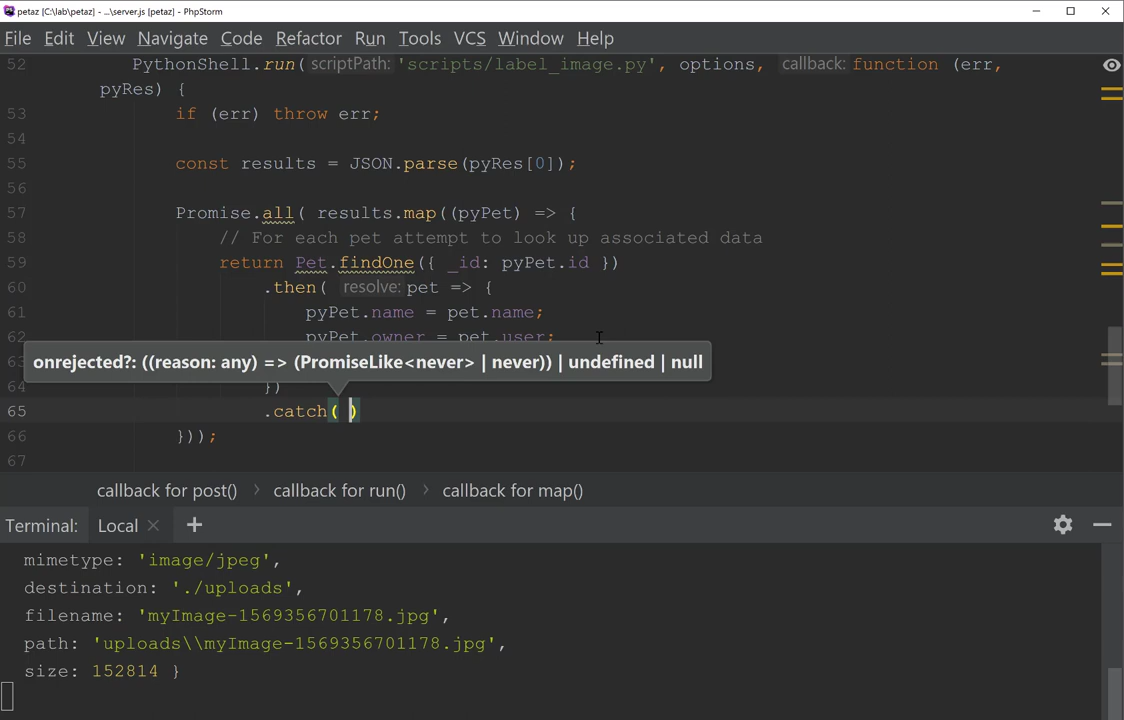 petaz [C:\lab\petaz] - ...\server.js [petaz] - PhpStorm
File Edit View Navigate Code Refactor Run Tools VCS Window Help
52 PythonShell.run( scriptPath: 'scripts/label_image.py', options, callback: function (err,
pyRes) {
53 if (err) throw err;
54
55 const results = JSON.parse(pyRes[0]);
56
57 Promise.all( results.map((pyPet) => {
58 // For each pet attempt to look up associated data
59 return Pet.findOne({ _id: pyPet.id })
60 .then( resolve: pet => {
61 pyPet.name = pet.name;
62 pyPet.owner = pet.user;
onrejected?: ((reason: any) => (PromiseLike<never> | never)) | undefined | null
64 })
65 .catch( )
66 }));
67
callback for post() > callback for run() > callback for map()
Terminal: Local × +
mimetype: 'image/jpeg',
destination: './uploads',
filename: 'myImage-1569356701178.jpg',
path: 'uploads\\myImage-1569356701178.jpg',
size: 152814 }